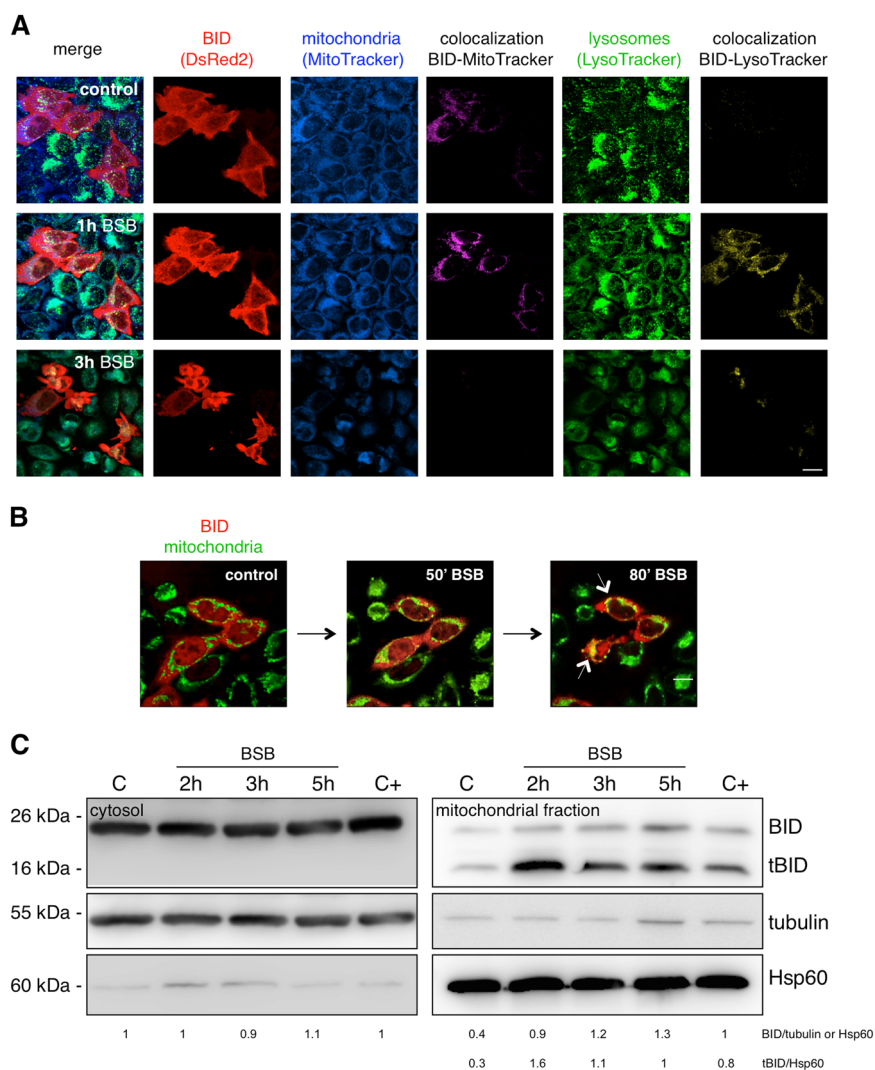 A
merge
BID
(DsRed2)
mitochondria
(MitoTracker)
colocalization
BID-MitoTracker
lysosomes
(LysoTracker)
colocalization
BID-LysoTracker
control
1h BSB
3h BSB
B
BID
mitochondria
control
50' BSB
80' BSB
C
BSB
C 2h 3h 5h C+
BSB
C 2h 3h 5h C+
cytosol
mitochondrial fraction
26 kDa -
16 kDa -
55 kDa -
60 kDa -
BID
tBID
tubulin
Hsp60
1 1 0.9 1.1 1
0.4 0.9 1.2 1.3 1 BID/tubulin or Hsp60
0.3 1.6 1.1 1 0.8 tBID/Hsp60